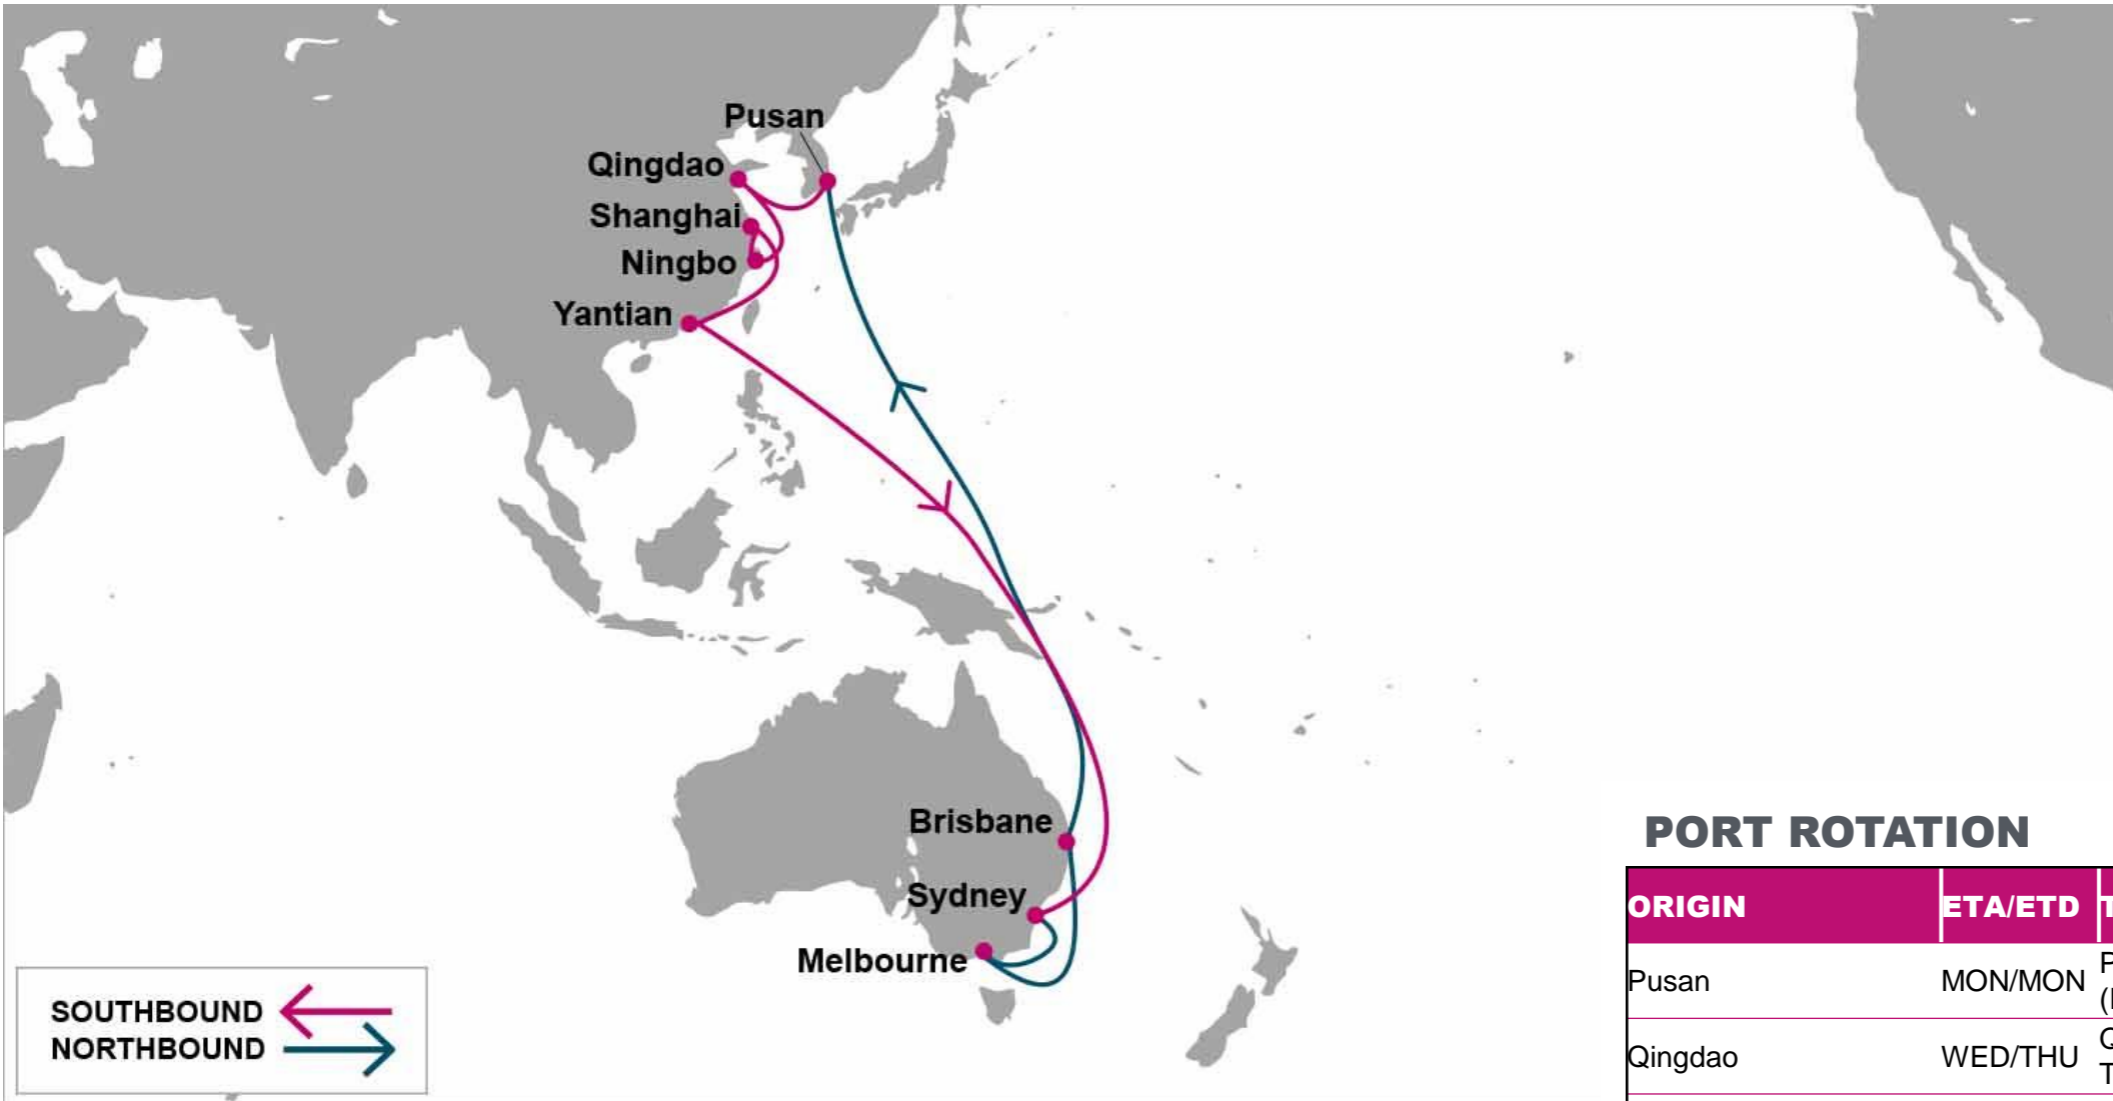 Pusan
Qingdao
Shanghai
Ningbo
Yantian
Brisbane
Sydney
Melbourne
SOUTHBOUND
NORTHBOUND
PORT ROTATION
ORIGIN ETA/ETD
Pusan MON/MON
Qingdao WED/THU